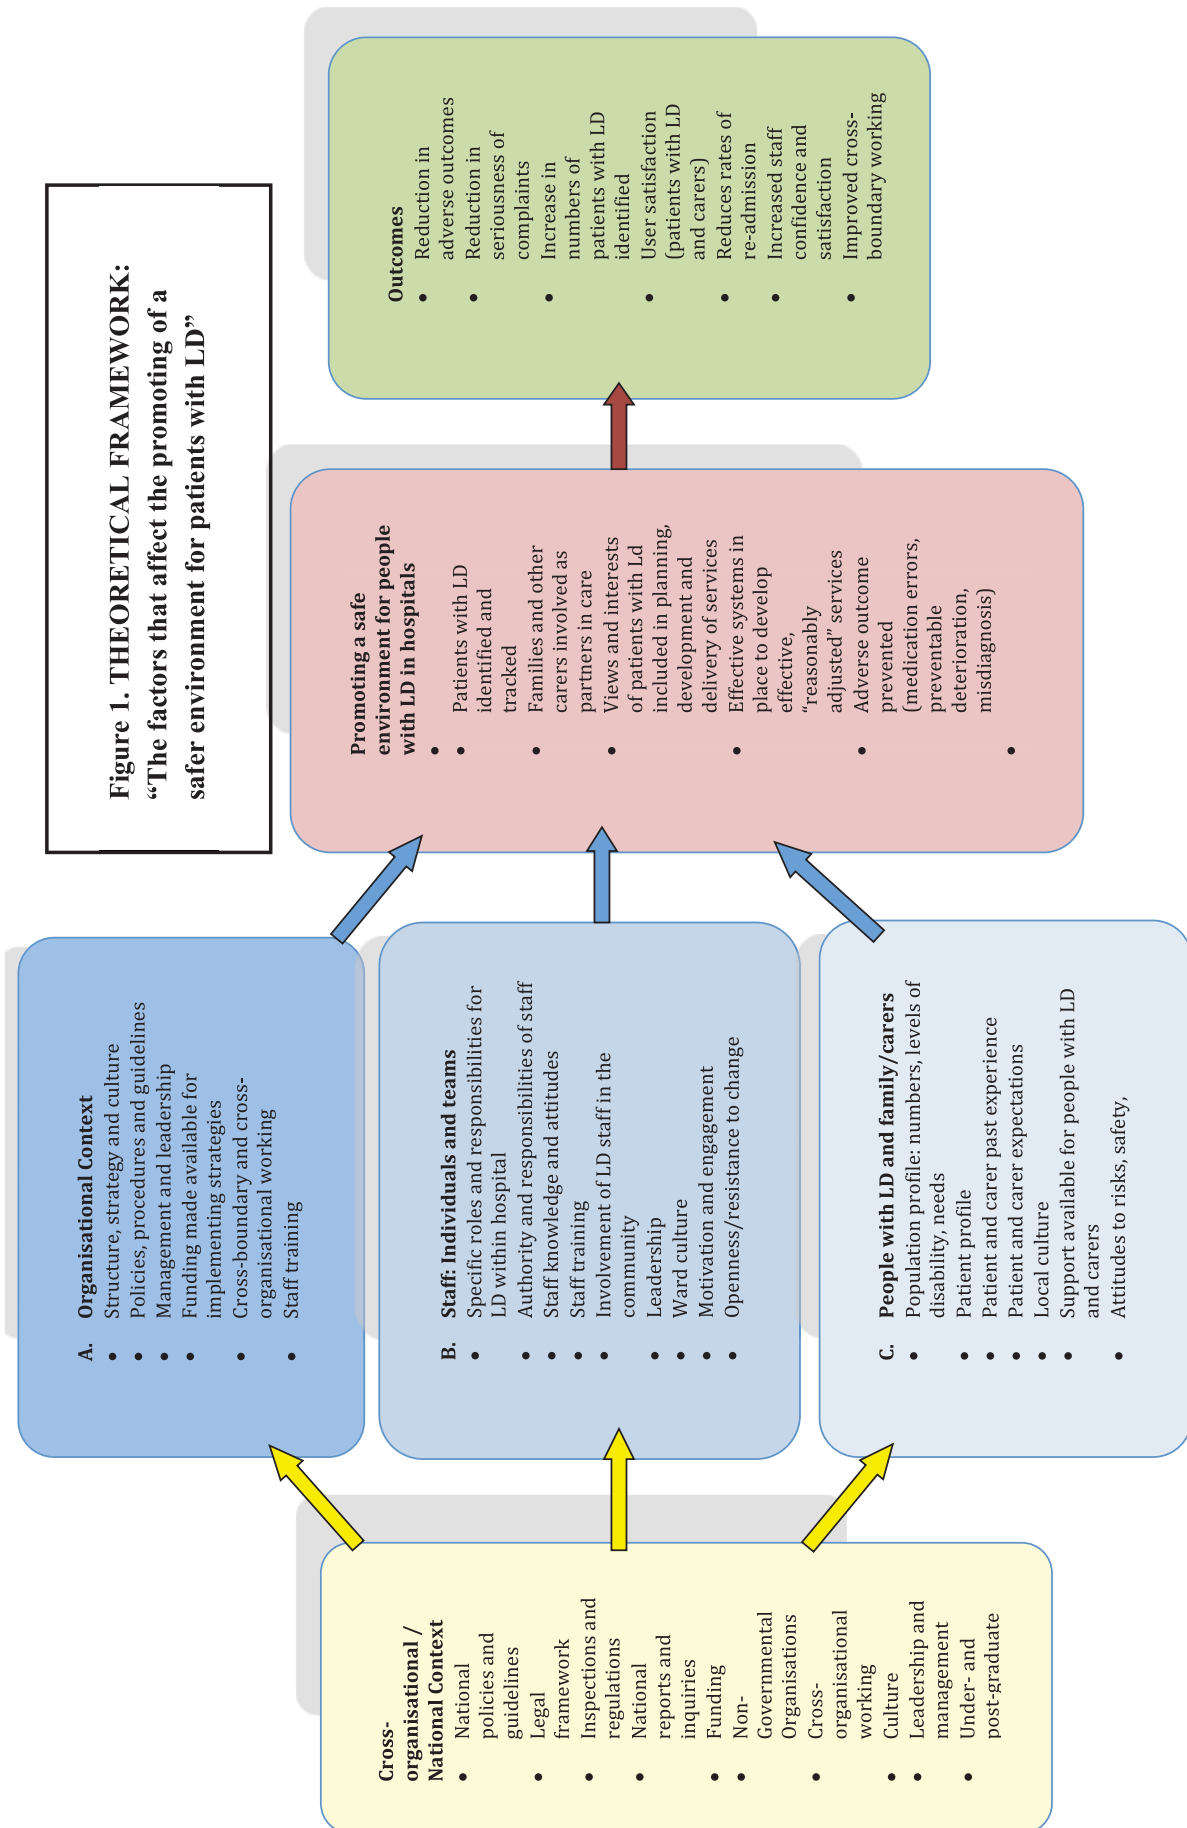 Figure 1. THEORETICAL FRAMEWORK:
“The factors that affect the promoting of a
safer environment for patients with LD”
Cross-
organisational /
National Context
• National
policies and
guidelines
• Legal
framework
• Inspections and
regulations
• National
reports and
inquiries
• Funding
• Non-
Governmental
Organisations
• Cross-
organisational
working
• Culture
• Leadership and
management
• Under- and
post-graduate
A. Organisational Context
• Structure, strategy and culture
• Policies, procedures and guidelines
• Management and leadership
• Funding made available for
implementing strategies
• Cross-boundary and cross-
organisational working
• Staff training
B. Staff: Individuals and teams
• Specific roles and responsibilities for
LD within hospital
• Authority and responsibilities of staff
• Staff knowledge and attitudes
• Staff training
• Involvement of LD staff in the
community
• Leadership
• Ward culture
• Motivation and engagement
• Openness/resistance to change
C. People with LD and family/carers
• Population profile: numbers, levels of
disability, needs
• Patient profile
• Patient and carer past experience
• Patient and carer expectations
• Local culture
• Support available for people with LD
and carers
• Attitudes to risks, safety,
Promoting a safe
environment for people
with LD in hospitals
•
• Patients with LD
identified and
tracked
• Families and other
carers involved as
partners in care
• Views and interests
of patients with Ld
included in planning,
development and
delivery of services
• Effective systems in
place to develop
effective,
“reasonably
adjusted” services
• Adverse outcome
prevented
(medication errors,
preventable
deterioration,
misdiagnosis)
•
Outcomes
• Reduction in
adverse outcomes
• Reduction in
seriousness of
complaints
• Increase in
numbers of
patients with LD
identified
• User satisfaction
(patients with LD
and carers)
• Reduces rates of
re-admission
• Increased staff
confidence and
satisfaction
• Improved cross-
boundary working